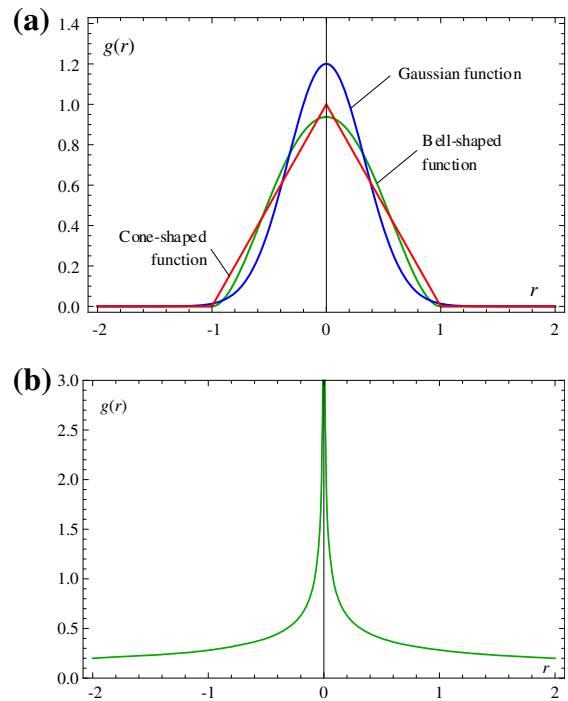 (a)
g(r)
1.4
1.2
1.0
0.8
0.6
0.4
0.2
0.0
Gaussian function
Bell-shaped
function
Cone-shaped
function
r
-2 -1 0 1 2
(b)
g(r)
3.0
2.5
2.0
1.5
1.0
0.5
0.0
r
-2 -1 0 1 2